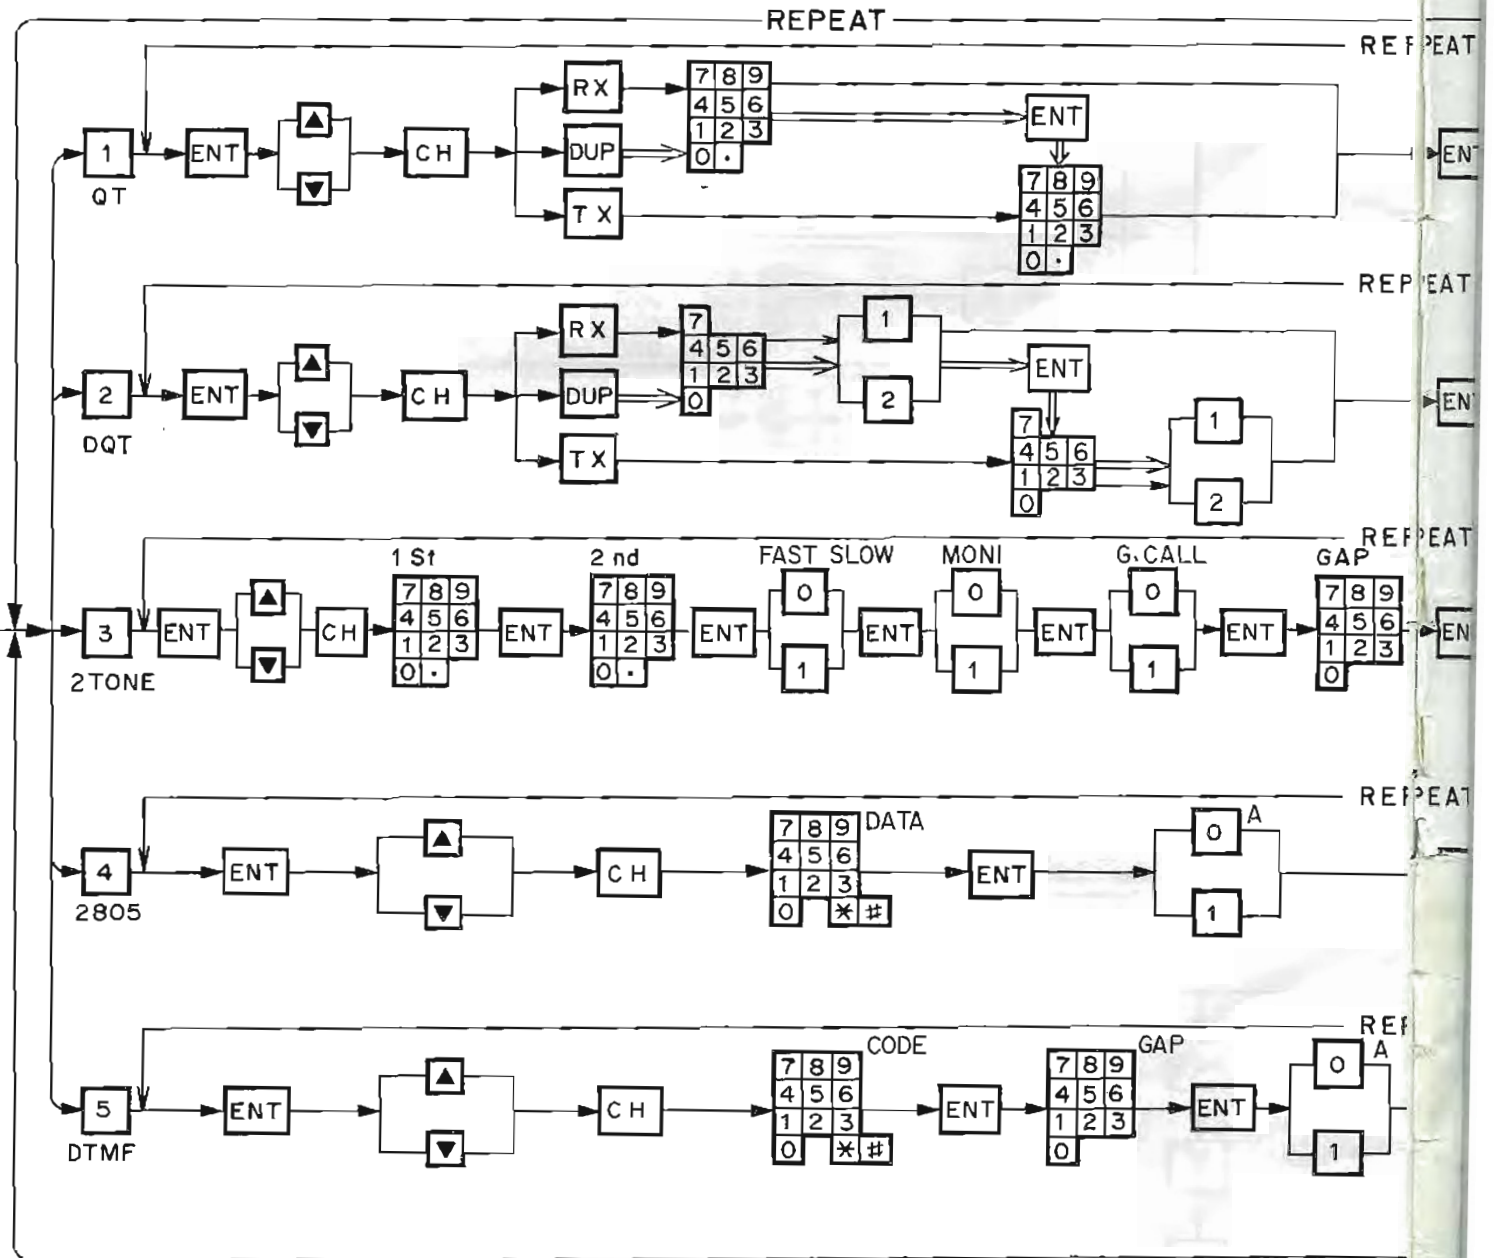 REPEAT
REPEAT
1
QT
ENT
▲
▼
CH
RX
DUP
TX
7 8 9
4 5 6
1 2 3
0 .
ENT
7 8 9
4 5 6
1 2 3
0 .
ENT
REPEAT
2
DQT
ENT
▲
▼
CH
RX
DUP
TX
7
4 5 6
1 2 3
0
1
2
ENT
7
4 5 6
1 2 3
0
1
2
EN
REPEAT
3
2TONE
ENT
▲
▼
CH
1 St
7 8 9
4 5 6
1 2 3
0 .
ENT
2 nd
7 8 9
4 5 6
1 2 3
0 .
ENT
FAST SLOW
0
1
ENT
MONI
0
1
ENT
G.CALL
0
1
ENT
GAP
7 8 9
4 5 6
1 2 3
0
EN
REPEAT
4
2805
ENT
▲
▼
CH
DATA
7 8 9
4 5 6
1 2 3
0 * #
ENT
A
0
1
REP
5
DTMF
ENT
▲
▼
CH
CODE
7 8 9
4 5 6
1 2 3
0 * #
ENT
GAP
7 8 9
4 5 6
1 2 3
0
ENT
A
0
1